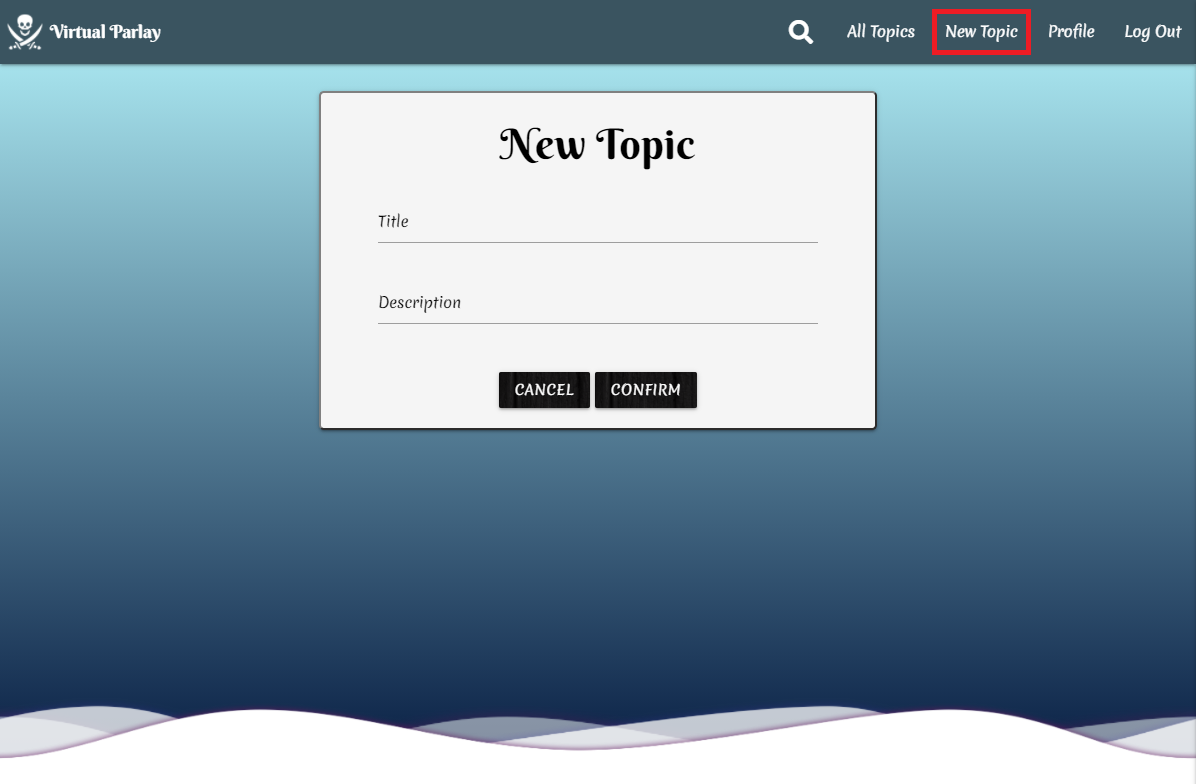 Virtual Parlay
All Topics New Topic Profile Log Out
New Topic
Title
Description
CANCEL CONFIRM